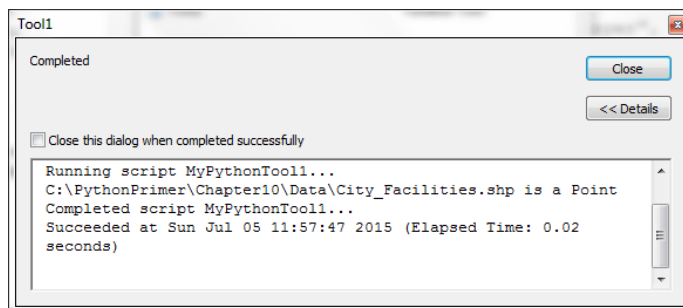 Tool1
Completed
Close
<< Details
Close this dialog when completed successfully
Running script MyPythonTool1...
C:\PythonPrimer\Chapter10\Data\City_Facilities.shp is a Point
Completed script MyPythonTool1...
Succeeded at Sun Jul 05 11:57:47 2015 (Elapsed Time: 0.02
seconds)